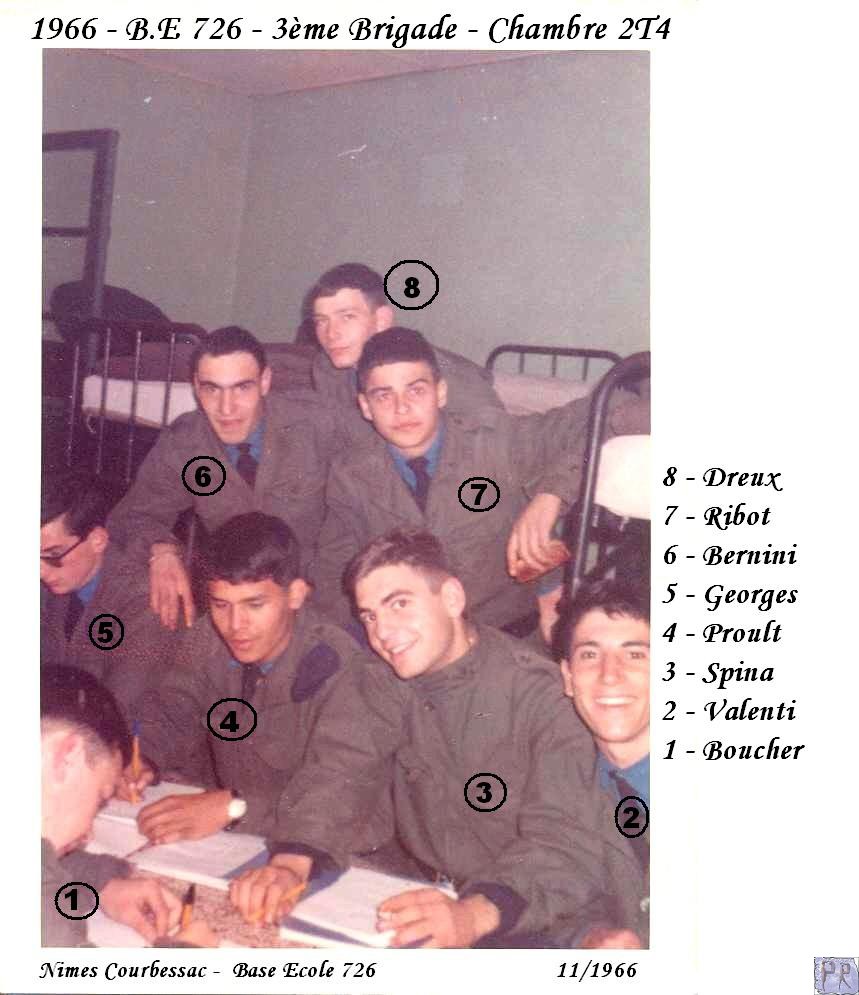 1966 - B.E 726 - 3ème Brigade - Chambre 2T4
8
6
7
5
4
3
2
1
8 - Dreux
7 - Ribot
6 - Bernini
5 - Georges
4 - Proult
3 - Spina
2 - Valenti
1 - Boucher
Nimes Courbessac - Base Ecole 726
11/1966
PR